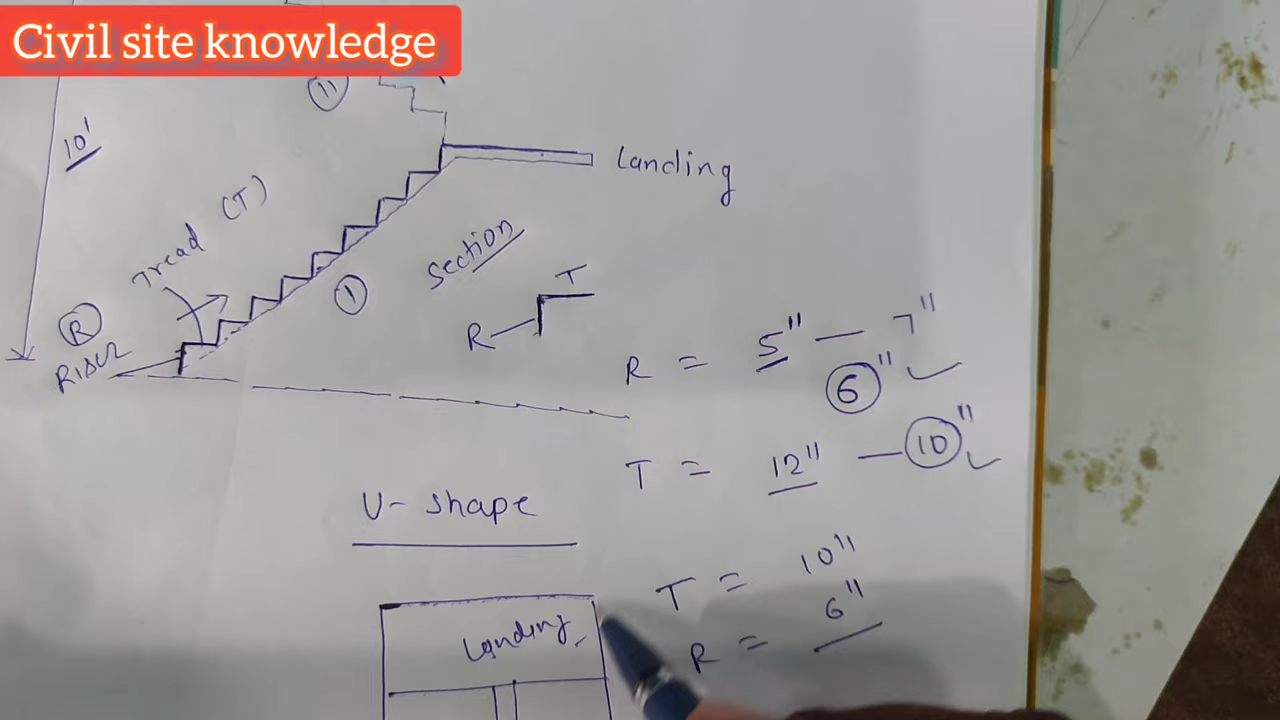 Civil site knowledge
11
10'
Landing
Tread (T)
Section
1
T
R
R
Riser
R = 5" — 7"
6"
T = 12" — 10"
U- shape
T = 10"
R = 6"
Landing